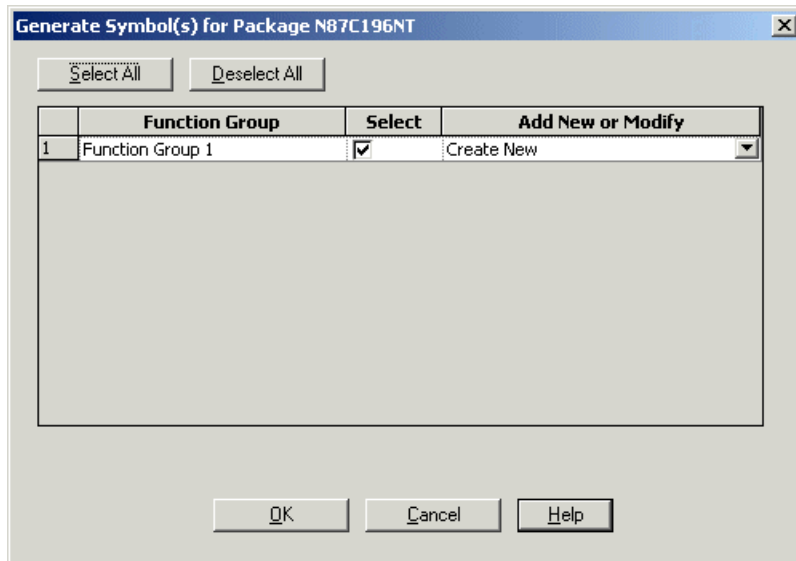 Generate Symbol(s) for Package N87C196NT
Select All Deselect All
Function Group Select Add New or Modify
1 Function Group 1 Create New
OK Cancel Help